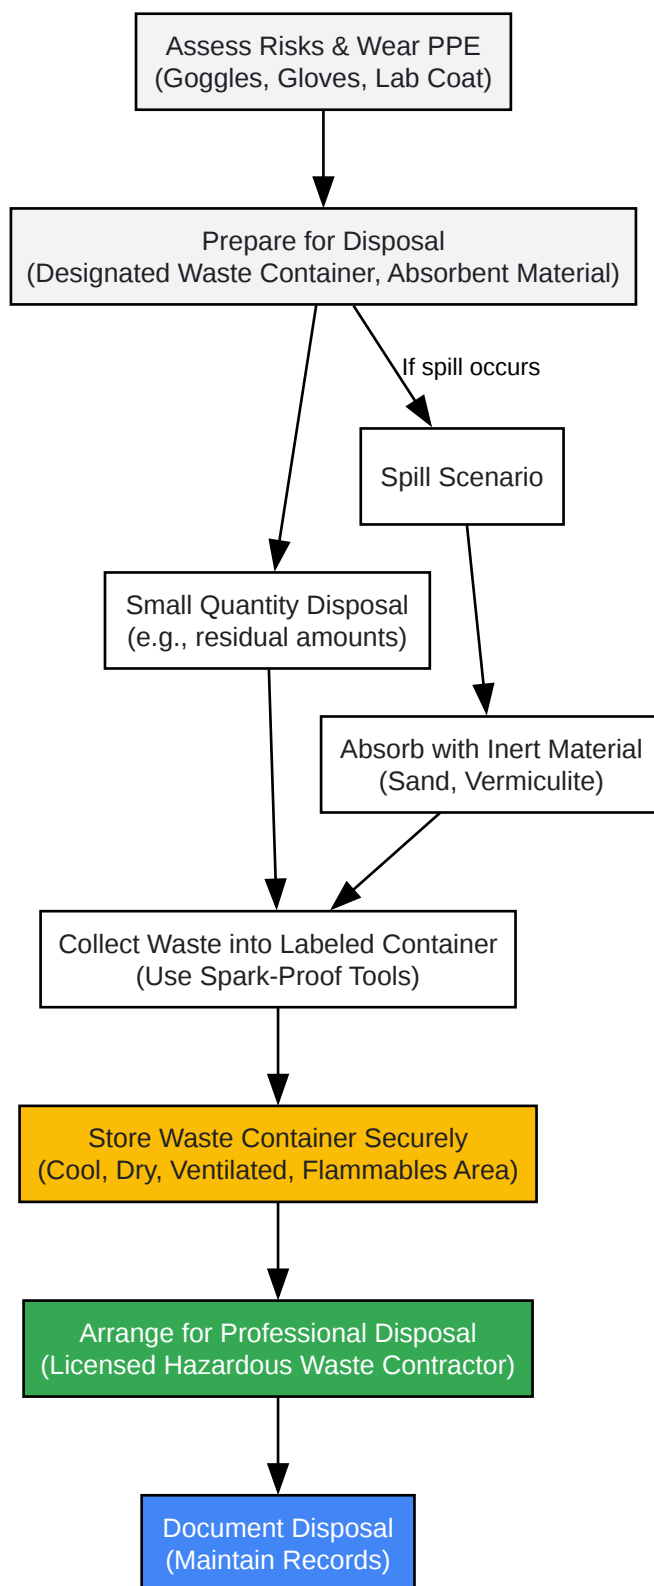 Assess Risks & Wear PPE
(Goggles, Gloves, Lab Coat)
Prepare for Disposal
(Designated Waste Container, Absorbent Material)
If spill occurs
Spill Scenario
Small Quantity Disposal
(e.g., residual amounts)
Absorb with Inert Material
(Sand, Vermiculite)
Collect Waste into Labeled Container
(Use Spark-Proof Tools)
Store Waste Container Securely
(Cool, Dry, Ventilated, Flammables Area)
Arrange for Professional Disposal
(Licensed Hazardous Waste Contractor)
Document Disposal
(Maintain Records)